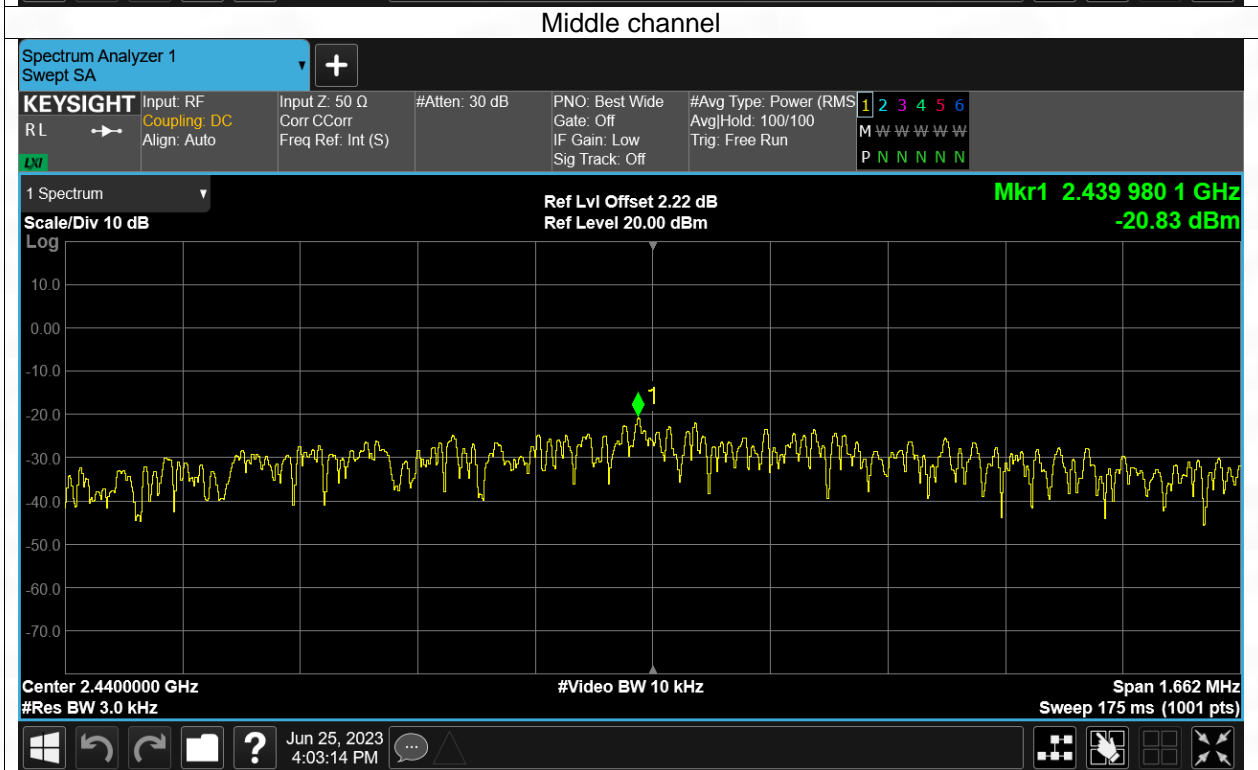 Middle channel
Spectrum Analyzer 1
Swept SA
KEYSIGHT
RL
LXI
Input: RF
Coupling: DC
Align: Auto
Input Z: 50 Ω
Corr CCorr
Freq Ref: Int (S)
#Atten: 30 dB
PNO: Best Wide
Gate: Off
IF Gain: Low
Sig Track: Off
#Avg Type: Power (RMS
Avg|Hold: 100/100
Trig: Free Run
1 2 3 4 5 6
M W W W W W
P N N N N N
1 Spectrum
Scale/Div 10 dB
Log
Ref Lvl Offset 2.22 dB
Ref Level 20.00 dBm
Mkr1 2.439 980 1 GHz
-20.83 dBm
10.0
0.00
-10.0
1
-20.0
-30.0
-40.0
-50.0
-60.0
-70.0
Center 2.4400000 GHz
#Res BW 3.0 kHz
#Video BW 10 kHz
Span 1.662 MHz
Sweep 175 ms (1001 pts)
?
Jun 25, 2023
4:03:14 PM